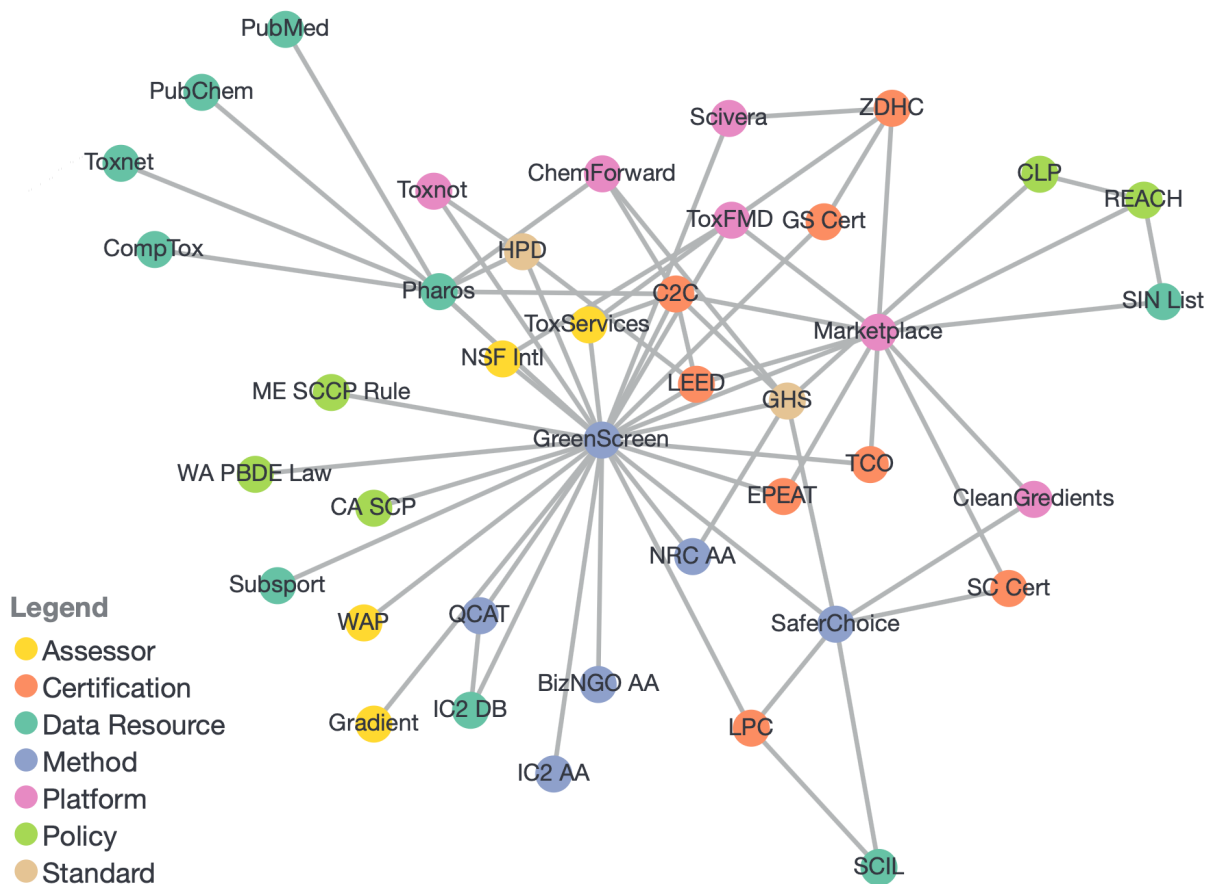 PubMed
PubChem
Scivera
ZDHC
Toxnet
ChemForward
CLP
Toxnot
REACH
ToxFMD
GS Cert
CompTox
HPD
Pharos
C2C
SIN List
ToxServices
Marketplace
NSF Intl
ME SCCP Rule
LEED
GHS
GreenScreen
WA PBDE Law
TCO
CA SCP
EPEAT
CleanGredients
NRC AA
Subsport
SC Cert
WAP
QCAT
SaferChoice
BizNGO AA
Gradient
IC2 DB
LPC
IC2 AA
SCIL
Legend
Assessor
Certification
Data Resource
Method
Platform
Policy
Standard